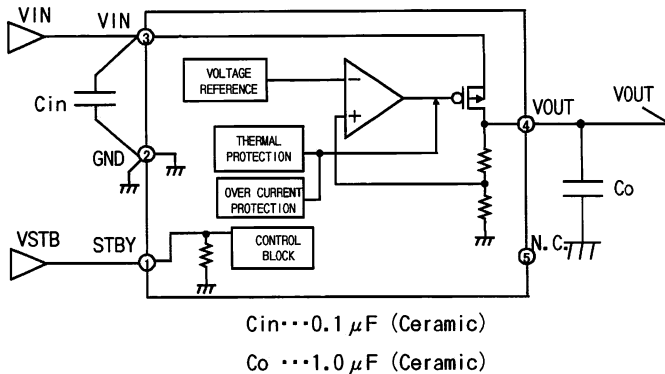 VIN
VIN
3
VOLTAGE
REFERENCE
−
+
Cin
VOUT
VOUT
4
GND
2
THERMAL
PROTECTION
OVER CURRENT
PROTECTION
Co
VSTB
STBY
1
CONTROL
BLOCK
N.C.
5
Cin···0.1μF (Ceramic)
Co ···1.0μF (Ceramic)